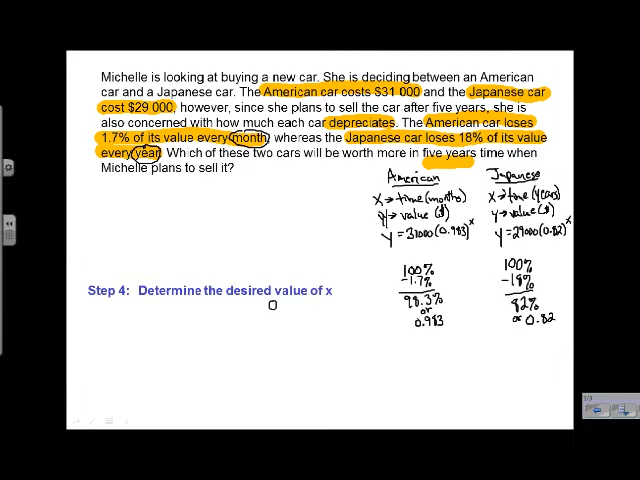 Michelle is looking at buying a new car. She is deciding between an American
car and a Japanese car. The American car costs $31 000 and the Japanese car
cost $29 000, however, since she plans to sell the car after five years, she is
also concerned with how much each car depreciates. The American car loses
1.7% of its value every month, whereas the Japanese car loses 18% of its value
every year. Which of these two cars will be worth more in five years time when
Michelle plans to sell it?
American
x → time (months)
y → value ($)
y = 31000(0.983)^x
100%
-1.7%
98.3%
or
0.983
Japanese
x → time (years)
y → value ($)
y = 29000(0.82)^x
100%
-18%
82%
or 0.82
Step 4: Determine the desired value of x
3/3